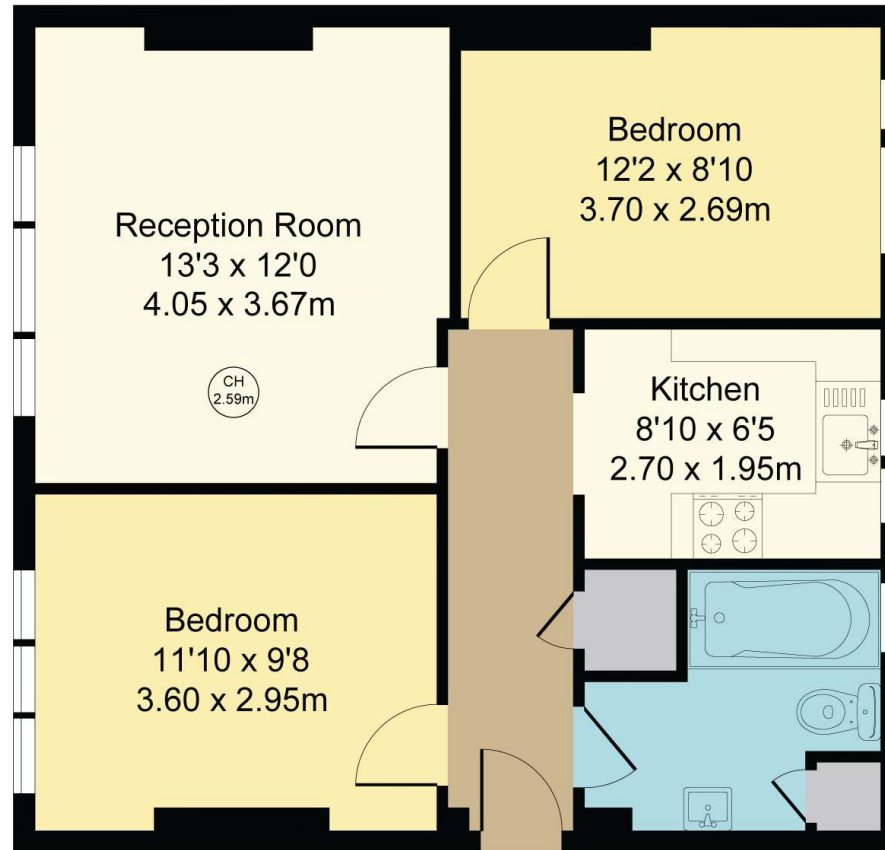 Reception Room
13'3 x 12'0
4.05 x 3.67m
CH
2.59m
Bedroom
12'2 x 8'10
3.70 x 2.69m
Kitchen
8'10 x 6'5
2.70 x 1.95m
Bedroom
11'10 x 9'8
3.60 x 2.95m